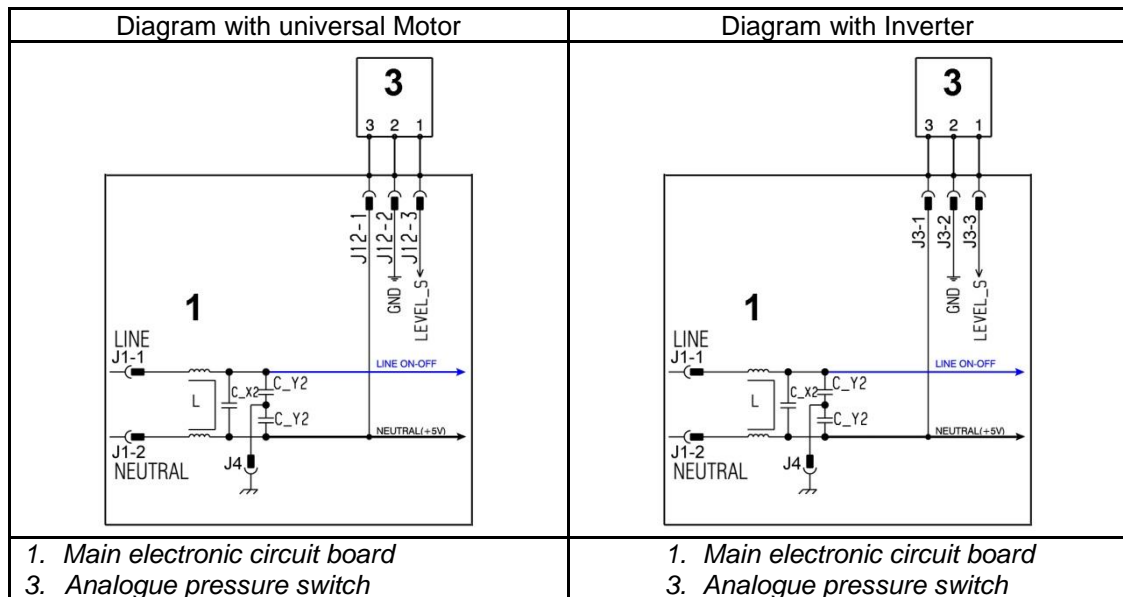 Diagram with universal Motor
Diagram with Inverter
3
3 2 1
J12-1
J12-2
J12-3
GND
LEVEL_S
1
LINE
J1-1
LINE ON-OFF
L
C_X2
C_Y2
C_Y2
NEUTRAL(+5V)
J1-2
NEUTRAL
J4
1. Main electronic circuit board
3. Analogue pressure switch
3
3 2 1
J3-1
J3-2
J3-3
GND
LEVEL_S
1
LINE
J1-1
LINE ON-OFF
L
C_X2
C_Y2
C_Y2
NEUTRAL(+5V)
J1-2
NEUTRAL
J4
1. Main electronic circuit board
3. Analogue pressure switch